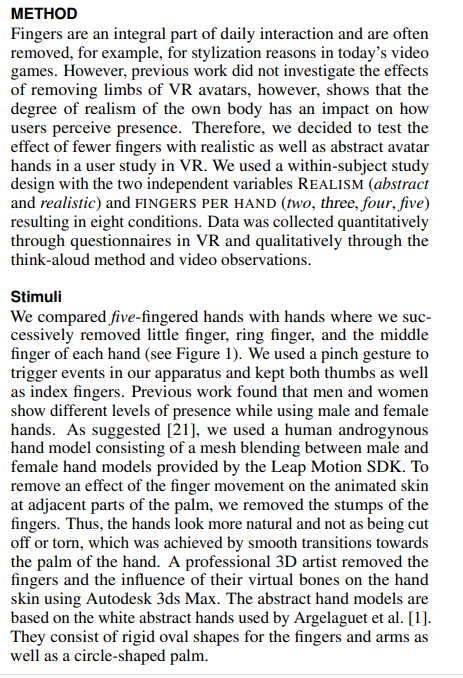 METHOD
Fingers are an integral part of daily interaction and are often
removed, for example, for stylization reasons in today's video
games. However, previous work did not investigate the effects
of removing limbs of VR avatars, however, shows that the
degree of realism of the own body has an impact on how
users perceive presence. Therefore, we decided to test the
effect of fewer fingers with realistic as well as abstract avatar
hands in a user study in VR. We used a within-subject study
design with the two independent variables REALISM (abstract
and realistic) and FINGERS PER HAND (two, three, four, five)
resulting in eight conditions. Data was collected quantitatively
through questionnaires in VR and qualitatively through the
think-aloud method and video observations.
Stimuli
We compared five-fingered hands with hands where we suc-
cessively removed little finger, ring finger, and the middle
finger of each hand (see Figure 1). We used a pinch gesture to
trigger events in our apparatus and kept both thumbs as well
as index fingers. Previous work found that men and women
show different levels of presence while using male and female
hands. As suggested [21], we used a human androgynous
hand model consisting of a mesh blending between male and
female hand models provided by the Leap Motion SDK. To
remove an effect of the finger movement on the animated skin
at adjacent parts of the palm, we removed the stumps of the
fingers. Thus, the hands look more natural and not as being cut
off or torn, which was achieved by smooth transitions towards
the palm of the hand. A professional 3D artist removed the
fingers and the influence of their virtual bones on the hand
skin using Autodesk 3ds Max. The abstract hand models are
based on the white abstract hands used by Argelaguet et al. [1].
They consist of rigid oval shapes for the fingers and arms as
well as a circle-shaped palm.